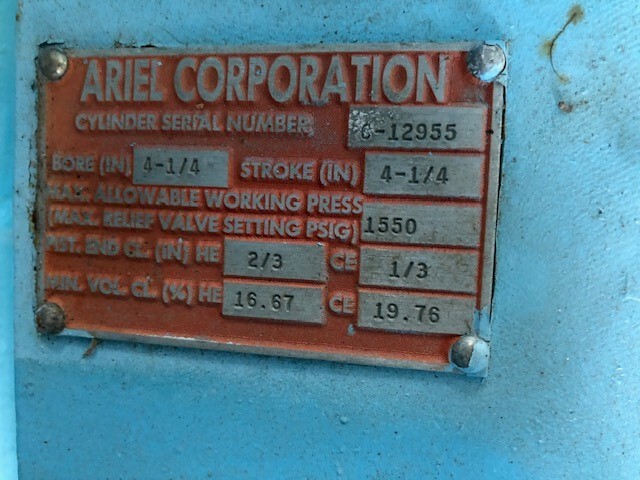 ARIEL CORPORATION
CYLINDER SERIAL NUMBER C-12955
BORE (IN) 4-1/4 STROKE (IN) 4-1/4
MAX. ALLOWABLE WORKING PRESS
(MAX. RELIEF VALVE SETTING PSIG) 1550
PIST. END CL. (IN) HE 2/3 CE 1/3
MIN. VOL. CL. (%) HE 16.67 CE 19.76